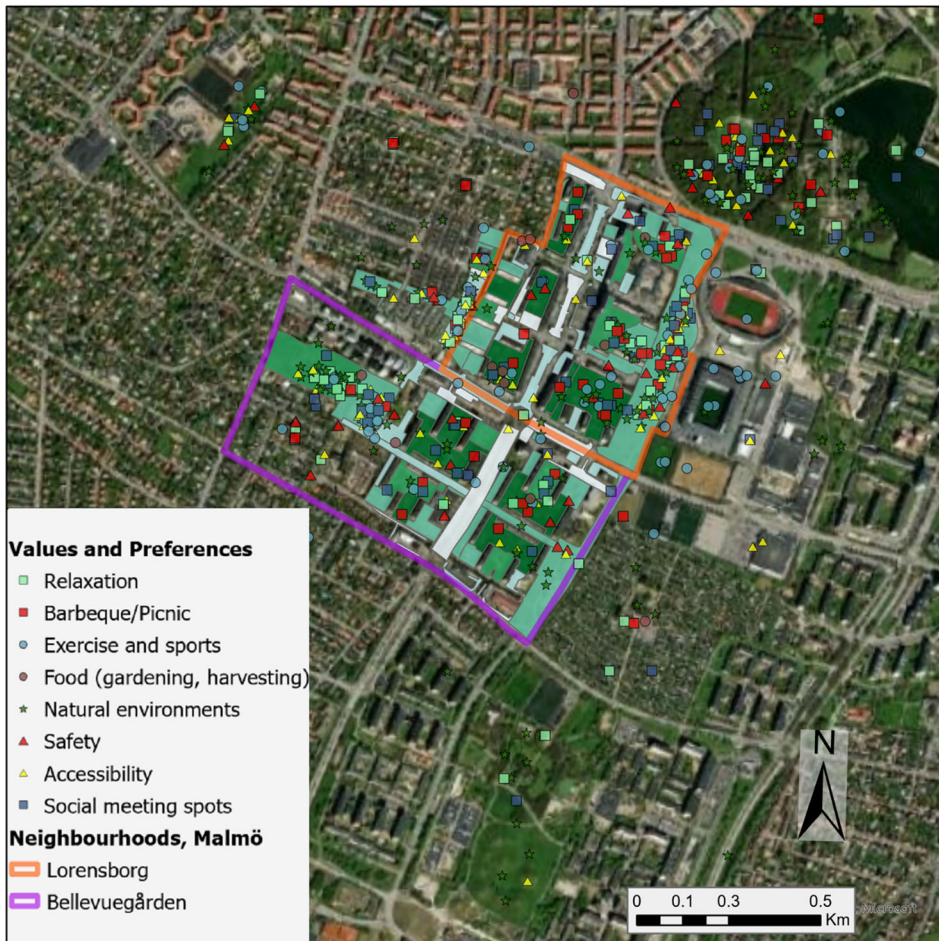 Values and Preferences
Relaxation
Barbeque/Picnic
Exercise and sports
Food (gardening, harvesting)
Natural environments
Safety
Accessibility
Social meeting spots
Neighbourhoods, Malmö
Lorensborg
Bellevuegården
N
0 0.1 0.3 0.5
Km
Microsoft